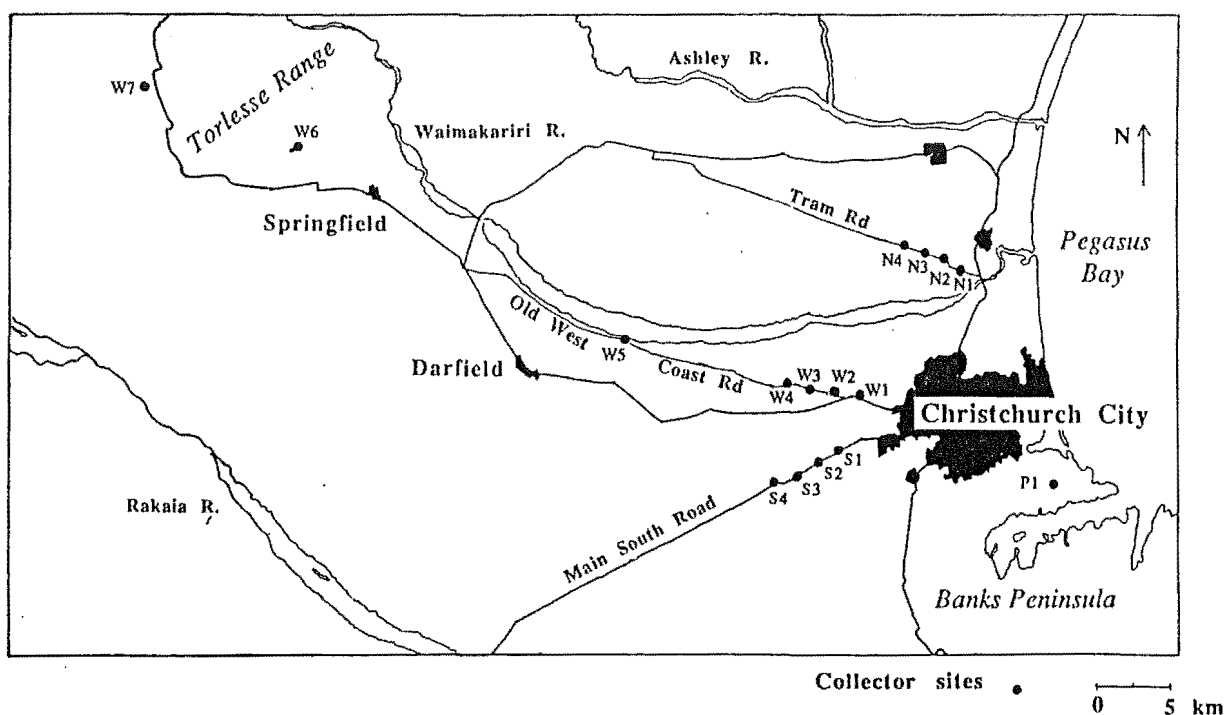 Ashley R.
Torlesse Range
W7
W6
Waimakariri R.
N
Springfield
Tram Rd
Pegasus
Bay
N4
N3
N2
N1
Old West
Coast Rd
W5
Darfield
W4
W3
W2
W1
Christchurch City
S1
S2
S3
S4
P1
Rakaia R.
Main South Road
Banks Peninsula
Collector sites
0 5 km